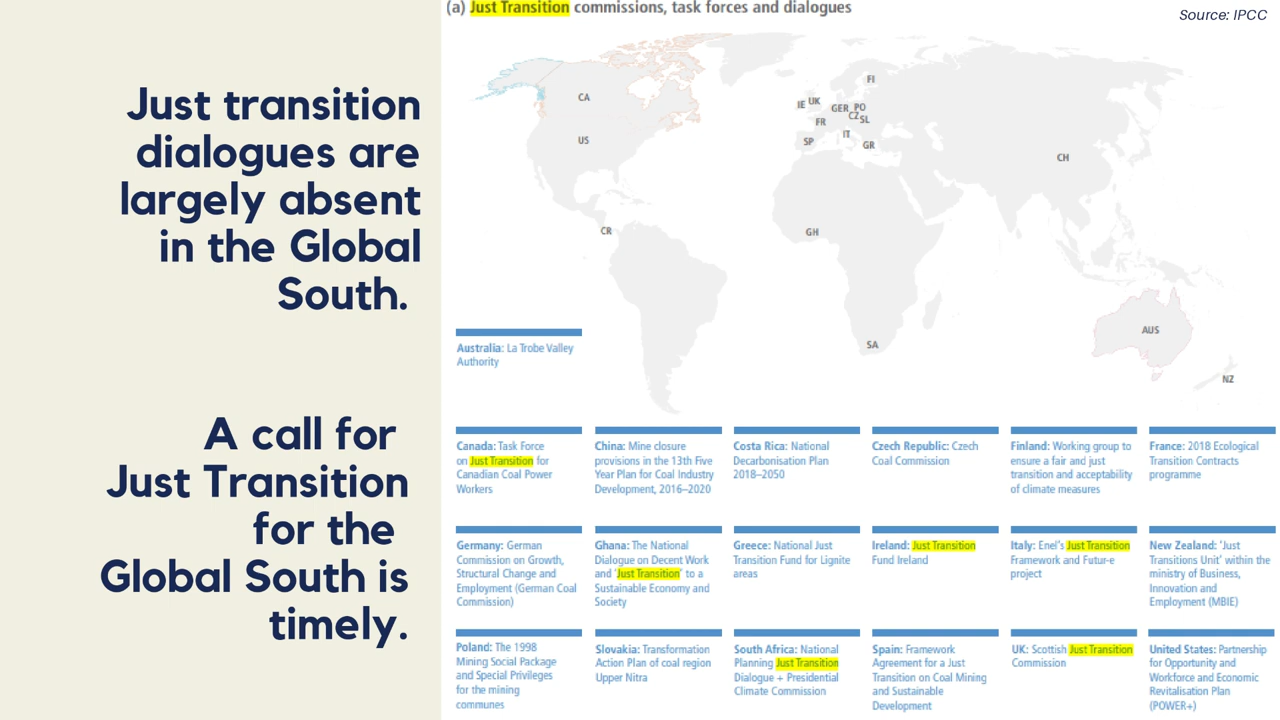 Just transition
dialogues are
largely absent
in the Global
South.
A call for
Just Transition
for the
Global South is
timely.
(a) Just Transition commissions, task forces and dialogues
Source: IPCC
FI
CA
IE
UK
GER
PO
CZ
SL
FR
US
IT
SP
GR
CH
CR
GH
AUS
SA
NZ
Australia: La Trobe Valley
Authority
Canada: Task Force
on Just Transition for
Canadian Coal Power
Workers
China: Mine closure
provisions in the 13th Five
Year Plan for Coal Industry
Development, 2016–2020
Costa Rica: National
Decarbonisation Plan
2018–2050
Czech Republic: Czech
Coal Commission
Finland: Working group to
ensure a fair and just
transition and acceptability
of climate measures
France: 2018 Ecological
Transition Contracts
programme
Germany: German
Commission on Growth,
Structural Change and
Employment (German Coal
Commission)
Ghana: The National
Dialogue on Decent Work
and 'Just Transition' to a
Sustainable Economy and
Society
Greece: National Just
Transition Fund for Lignite
areas
Ireland: Just Transition
Fund Ireland
Italy: Enel's Just Transition
Framework and Futur-e
project
New Zealand: 'Just
Transitions Unit' within the
ministry of Business,
Innovation and
Employment (MBIE)
Poland: The 1998
Mining Social Package
and Special Privileges
for the mining
communes
Slovakia: Transformation
Action Plan of coal region
Upper Nitra
South Africa: National
Planning Just Transition
Dialogue + Presidential
Climate Commission
Spain: Framework
Agreement for a Just
Transition on Coal Mining
and Sustainable
Development
UK: Scottish Just Transition
Commission
United States: Partnership
for Opportunity and
Workforce and Economic
Revitalisation Plan
(POWER+)